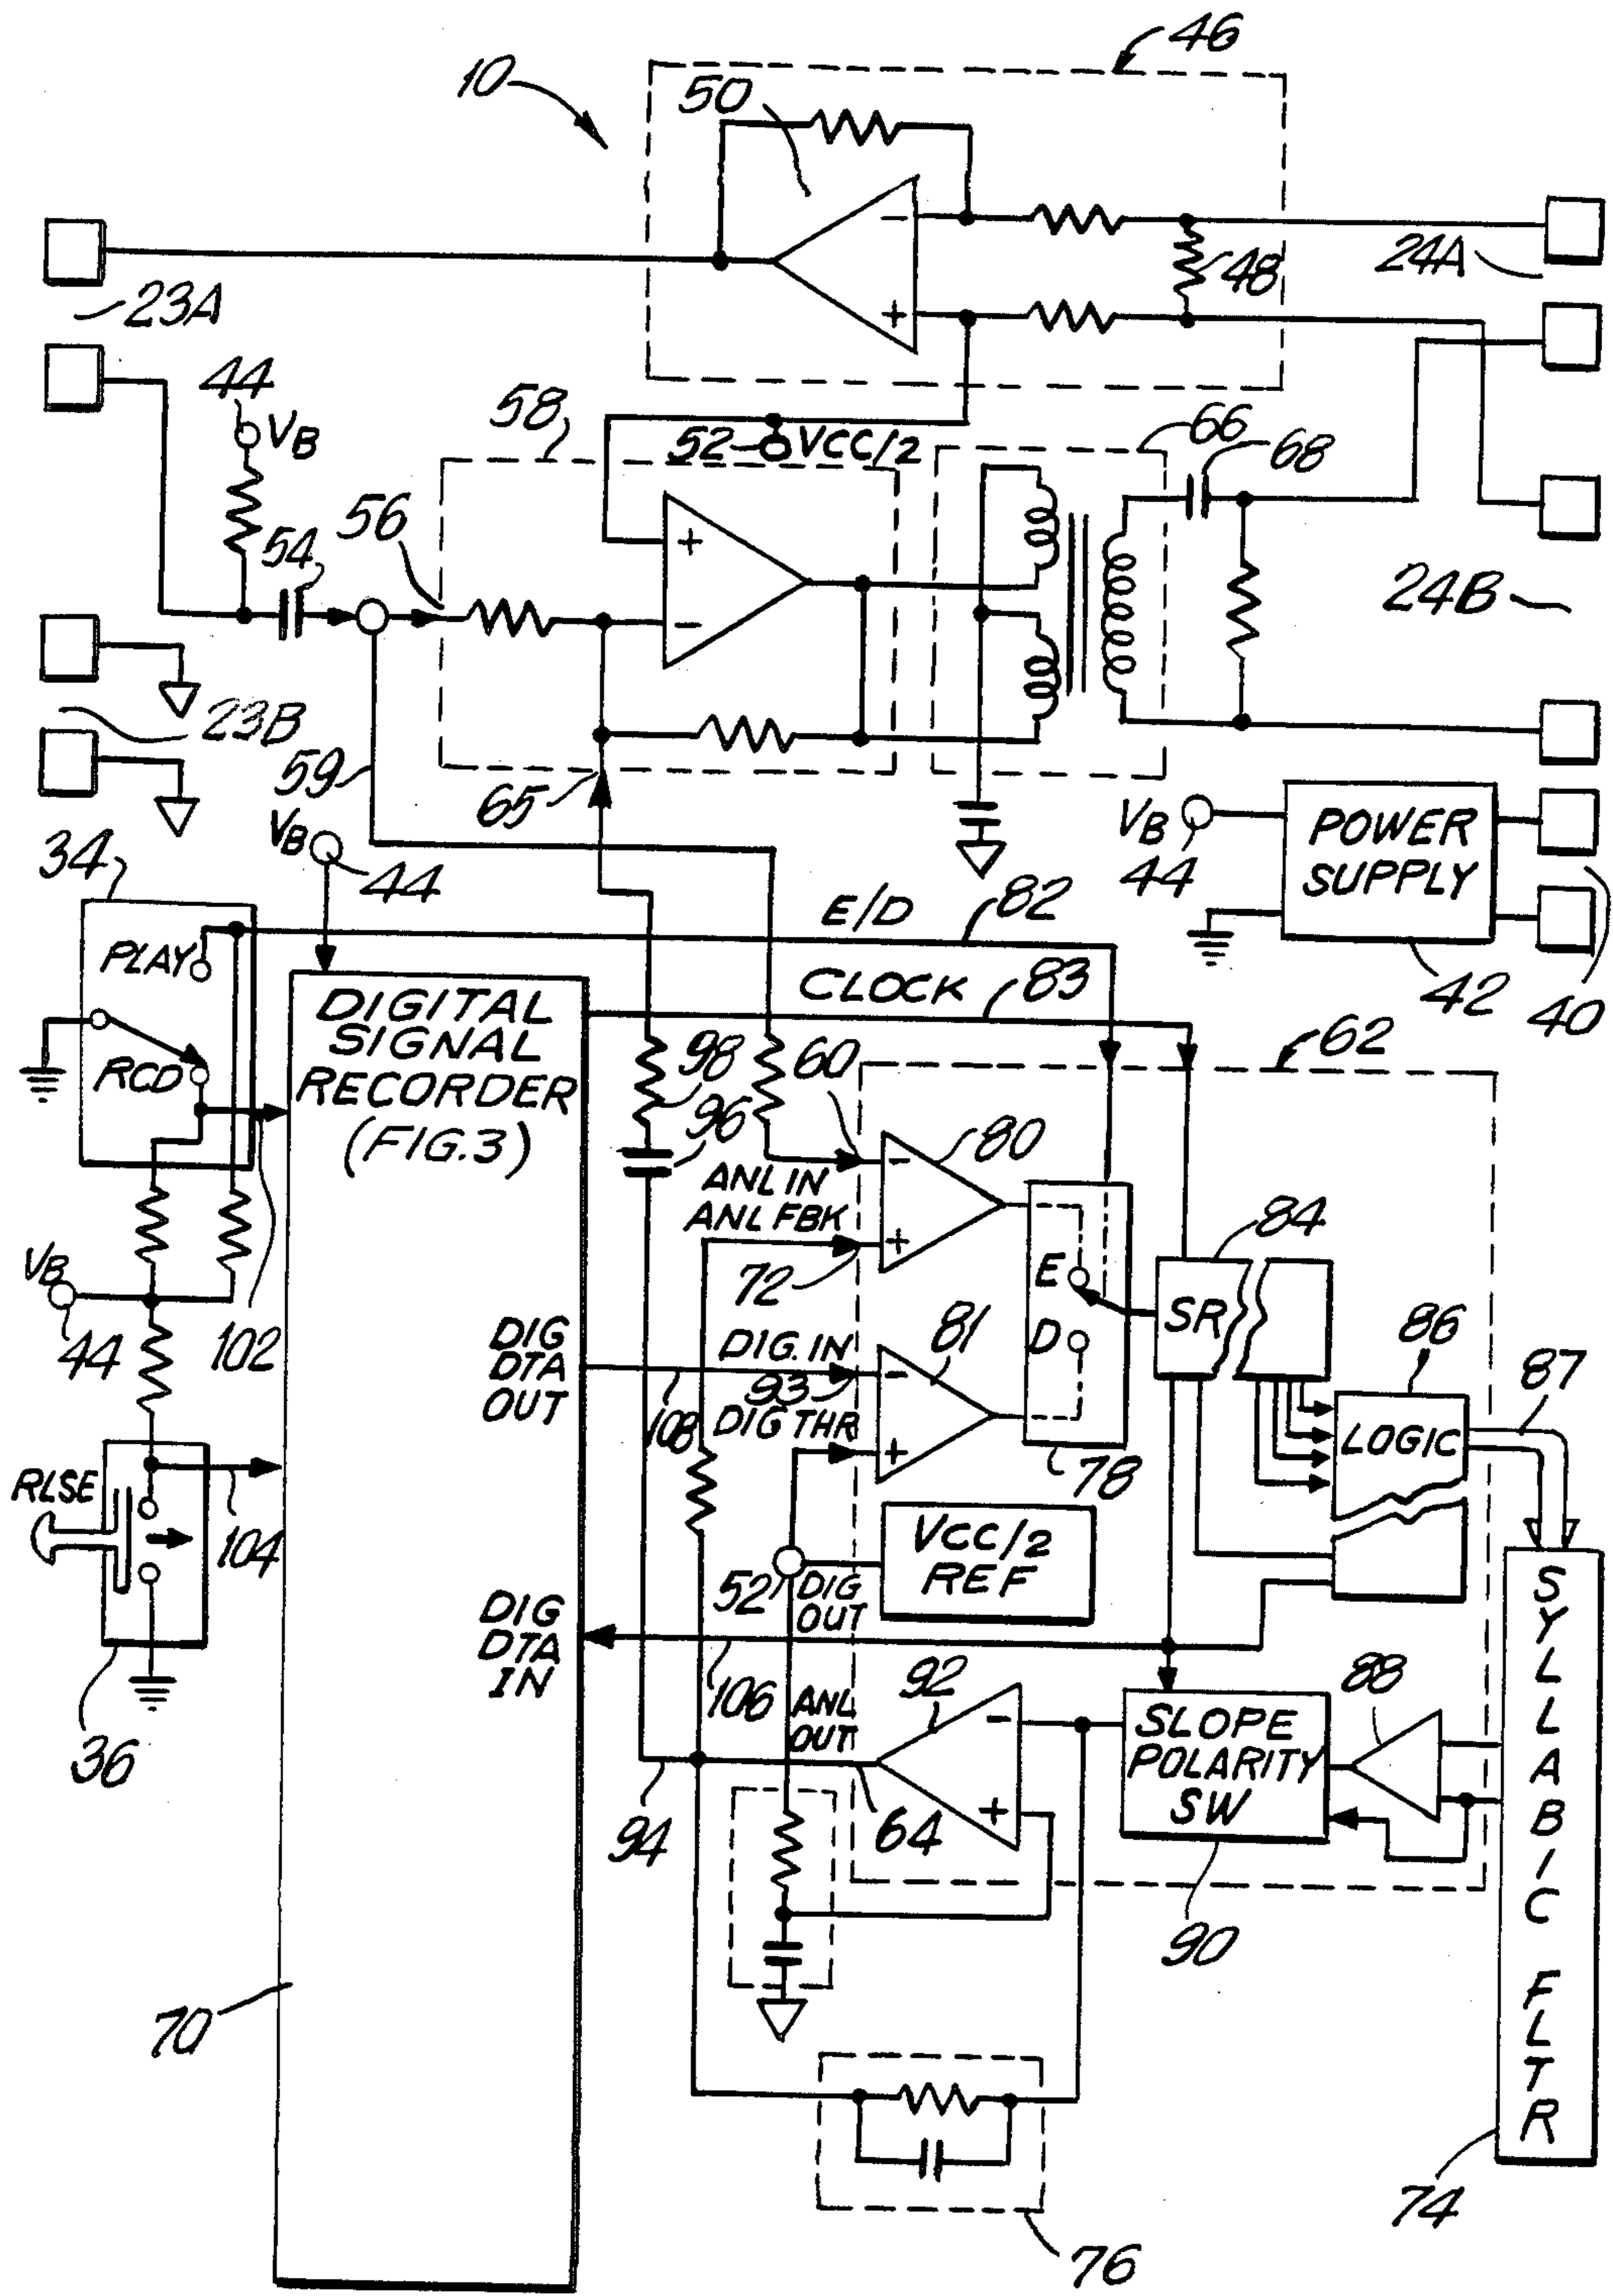 46
10
50
-
24A
48
+
23A
44
VB
58
52
VCC/2
66
68
56
54
+
-
24B
23B
59
65
VB
44
34
E/D
82
VB
44
POWER
SUPPLY
42
40
PLAY
RCD
CLOCK
83
DIGITAL
SIGNAL
RECORDER
(FIG.3)
98
96
60
62
80
-
ANL IN
ANL FBK
+
72
84
VB
44
102
E
SR
D
DIG
DTA
OUT
DIG. IN
93
DIG THR
108
81
-
+
78
86
87
LOGIC
RLSE
104
36
VCC/2
REF
52
DIG
OUT
DIG
DTA
IN
106
ANL
OUT
92
-
+
64
94
SLOPE
POLARITY
SW
88
90
SYLLABIC FLTR
70
74
76